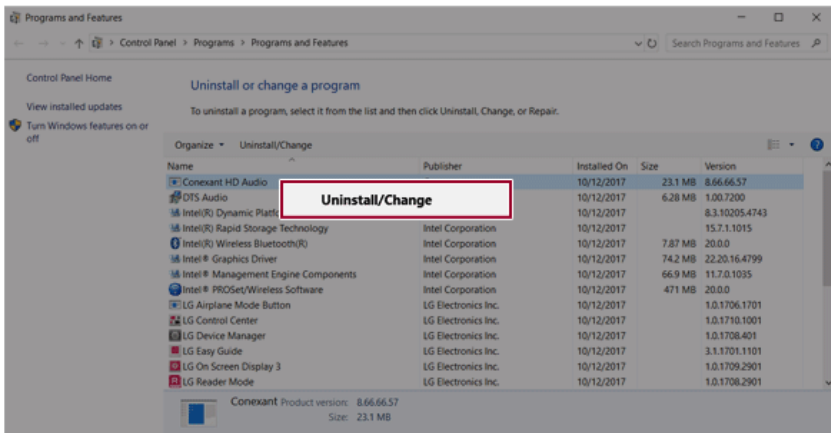 Programs and Features
Control Panel > Programs > Programs and Features
Search Programs and Features
Control Panel Home
View installed updates
Turn Windows features on or
off
Uninstall or change a program
To uninstall a program, select it from the list and then click Uninstall, Change, or Repair.
Organize Uninstall/Change
Name Publisher Installed On Size Version
Conexant HD Audio 10/12/2017 23.1 MB 8.66.66.57
DTS Audio 10/12/2017 6.28 MB 1.00.7200
Uninstall/Change
Intel(R) Dynamic 10/12/2017 8.3.10205.4743
Intel(R) Rapid Storage Technology Intel Corporation 10/12/2017 15.7.1.1015
Intel(R) Wireless Bluetooth(R) Intel Corporation 10/12/2017 7.87 MB 20.0.0
Intel® Graphics Driver Intel Corporation 10/12/2017 74.2 MB 22.20.16.4799
Intel® Management Engine Components Intel Corporation 10/12/2017 66.9 MB 11.7.0.1035
Intel® PROSet/Wireless Software Intel Corporation 10/12/2017 471 MB 20.0.0
LG Airplane Mode Button LG Electronics Inc. 10/12/2017 1.0.1706.1701
LG Control Center LG Electronics Inc. 10/12/2017 1.0.1710.1001
LG Device Manager LG Electronics Inc. 10/12/2017 1.0.1708.401
LG Easy Guide LG Electronics Inc. 10/12/2017 3.1.1701.1101
LG On Screen Display 3 LG Electronics Inc. 10/12/2017 1.0.1709.2901
LG Reader Mode LG Electronics Inc. 10/12/2017 1.0.1708.2901
Conexant Product version: 8.66.66.57
Size: 23.1 MB